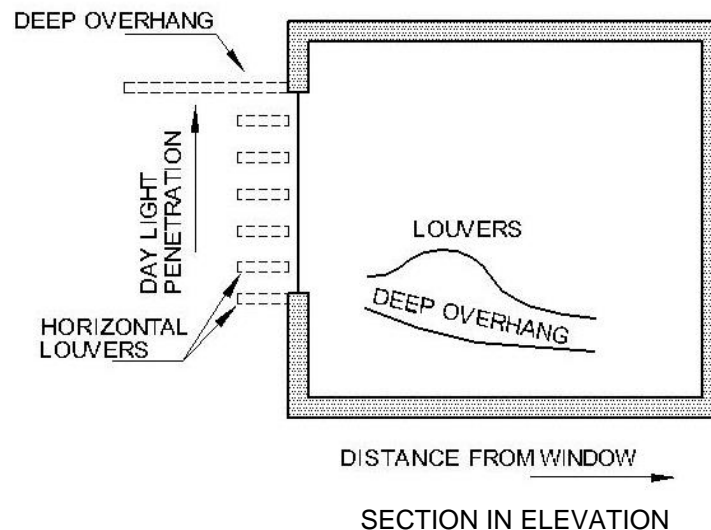 DEEP OVERHANG
DAY LIGHT
PENETRATION
LOUVERS
DEEP OVERHANG
HORIZONTAL
LOUVERS
DISTANCE FROM WINDOW
SECTION IN ELEVATION